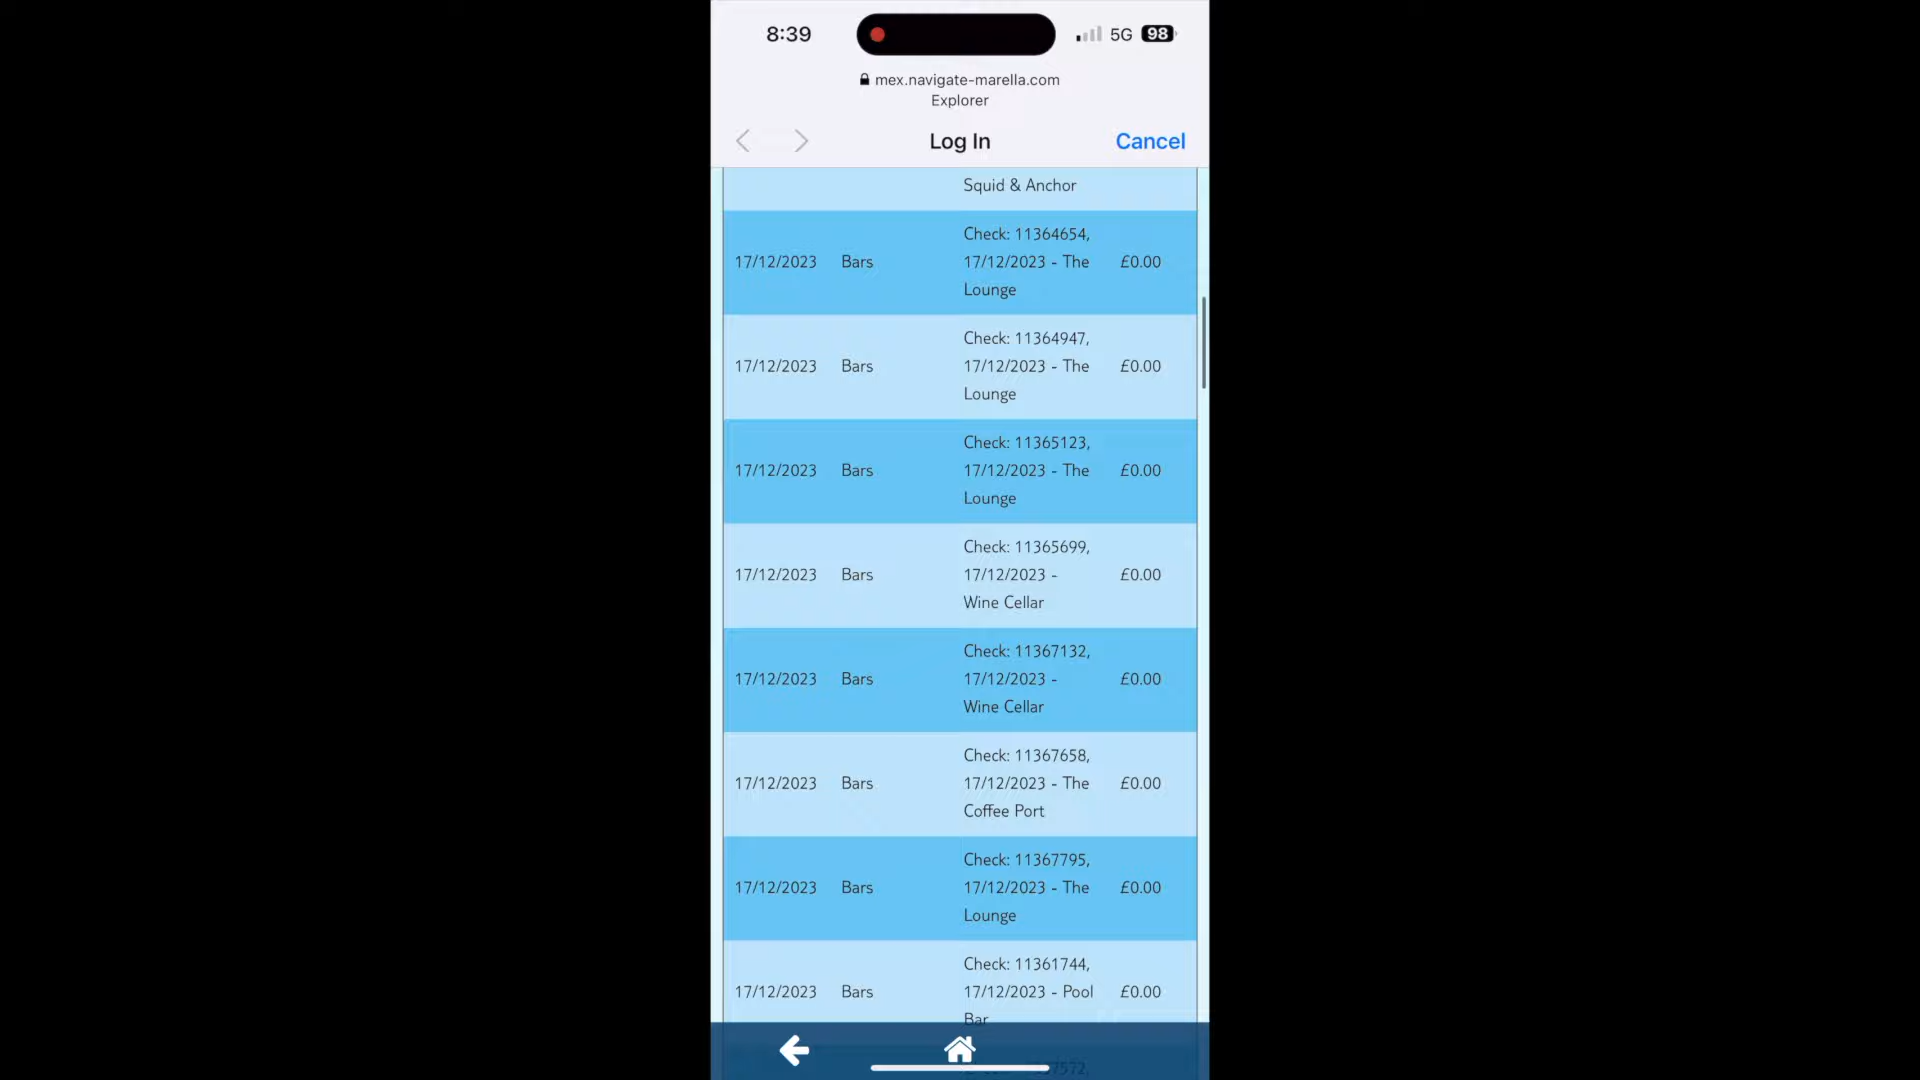 8:39
5G 98
mex.navigate-marella.com
Explorer
Log In
Cancel
Squid & Anchor
Check: 11364654,
17/12/2023 Bars 17/12/2023 - The £0.00
Lounge
Check: 11364947,
17/12/2023 Bars 17/12/2023 - The £0.00
Lounge
Check: 11365123,
17/12/2023 Bars 17/12/2023 - The £0.00
Lounge
Check: 11365699,
17/12/2023 Bars 17/12/2023 - £0.00
Wine Cellar
Check: 11367132,
17/12/2023 Bars 17/12/2023 - £0.00
Wine Cellar
Check: 11367658,
17/12/2023 Bars 17/12/2023 - The £0.00
Coffee Port
Check: 11367795,
17/12/2023 Bars 17/12/2023 - The £0.00
Lounge
Check: 11361744,
17/12/2023 Bars 17/12/2023 - Pool £0.00
Bar